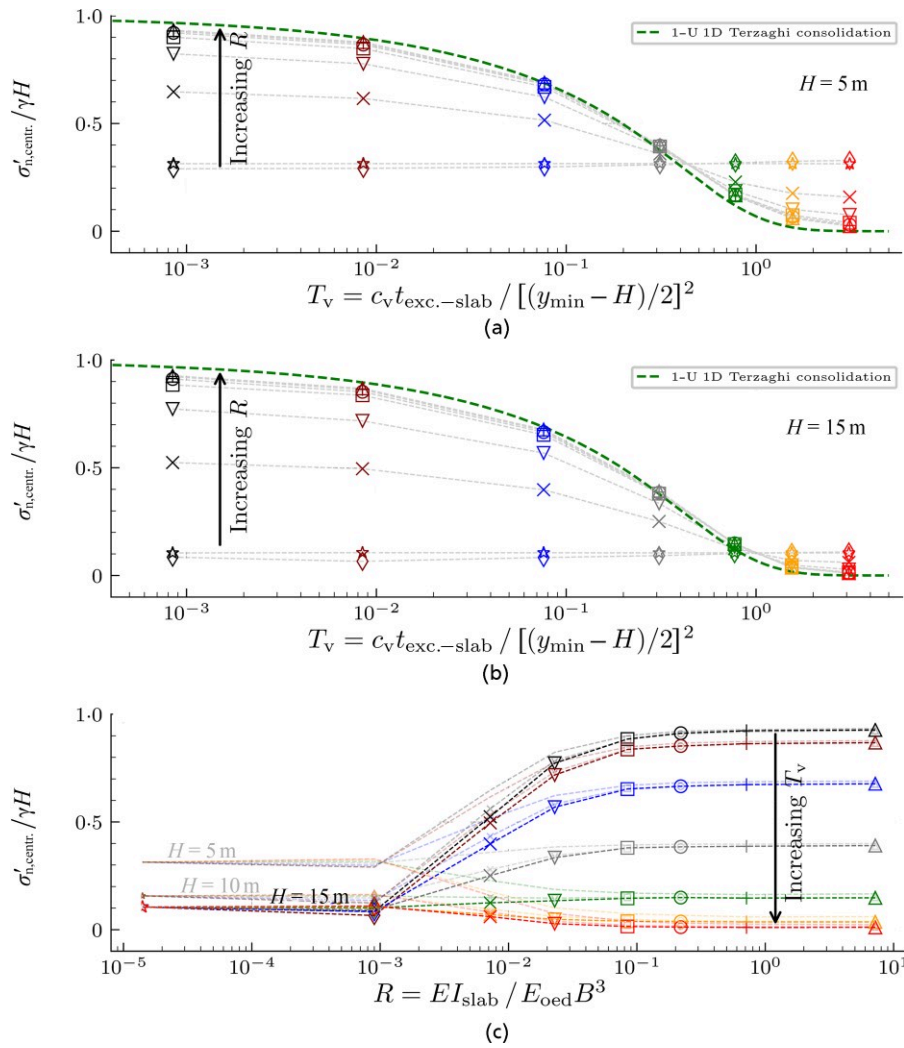 1·0
0·5
0
σ′n,centr./γH
Increasing R
1-U 1D Terzaghi consolidation
H = 5 m
10⁻³ 10⁻² 10⁻¹ 10⁰
Tv = cv texc.−slab / [(ymin − H)/2]²
(a)
1·0
0·5
0
σ′n,centr./γH
Increasing R
1-U 1D Terzaghi consolidation
H = 15 m
10⁻³ 10⁻² 10⁻¹ 10⁰
Tv = cv texc.−slab / [(ymin − H)/2]²
(b)
1·0
0·5
0
σ′n,centr./γH
H = 5 m
H = 10 m
H = 15 m
Increasing Tv
10⁻⁵ 10⁻⁴ 10⁻³ 10⁻² 10⁻¹ 10⁰ 10¹
R = EIslab / EoedB³
(c)